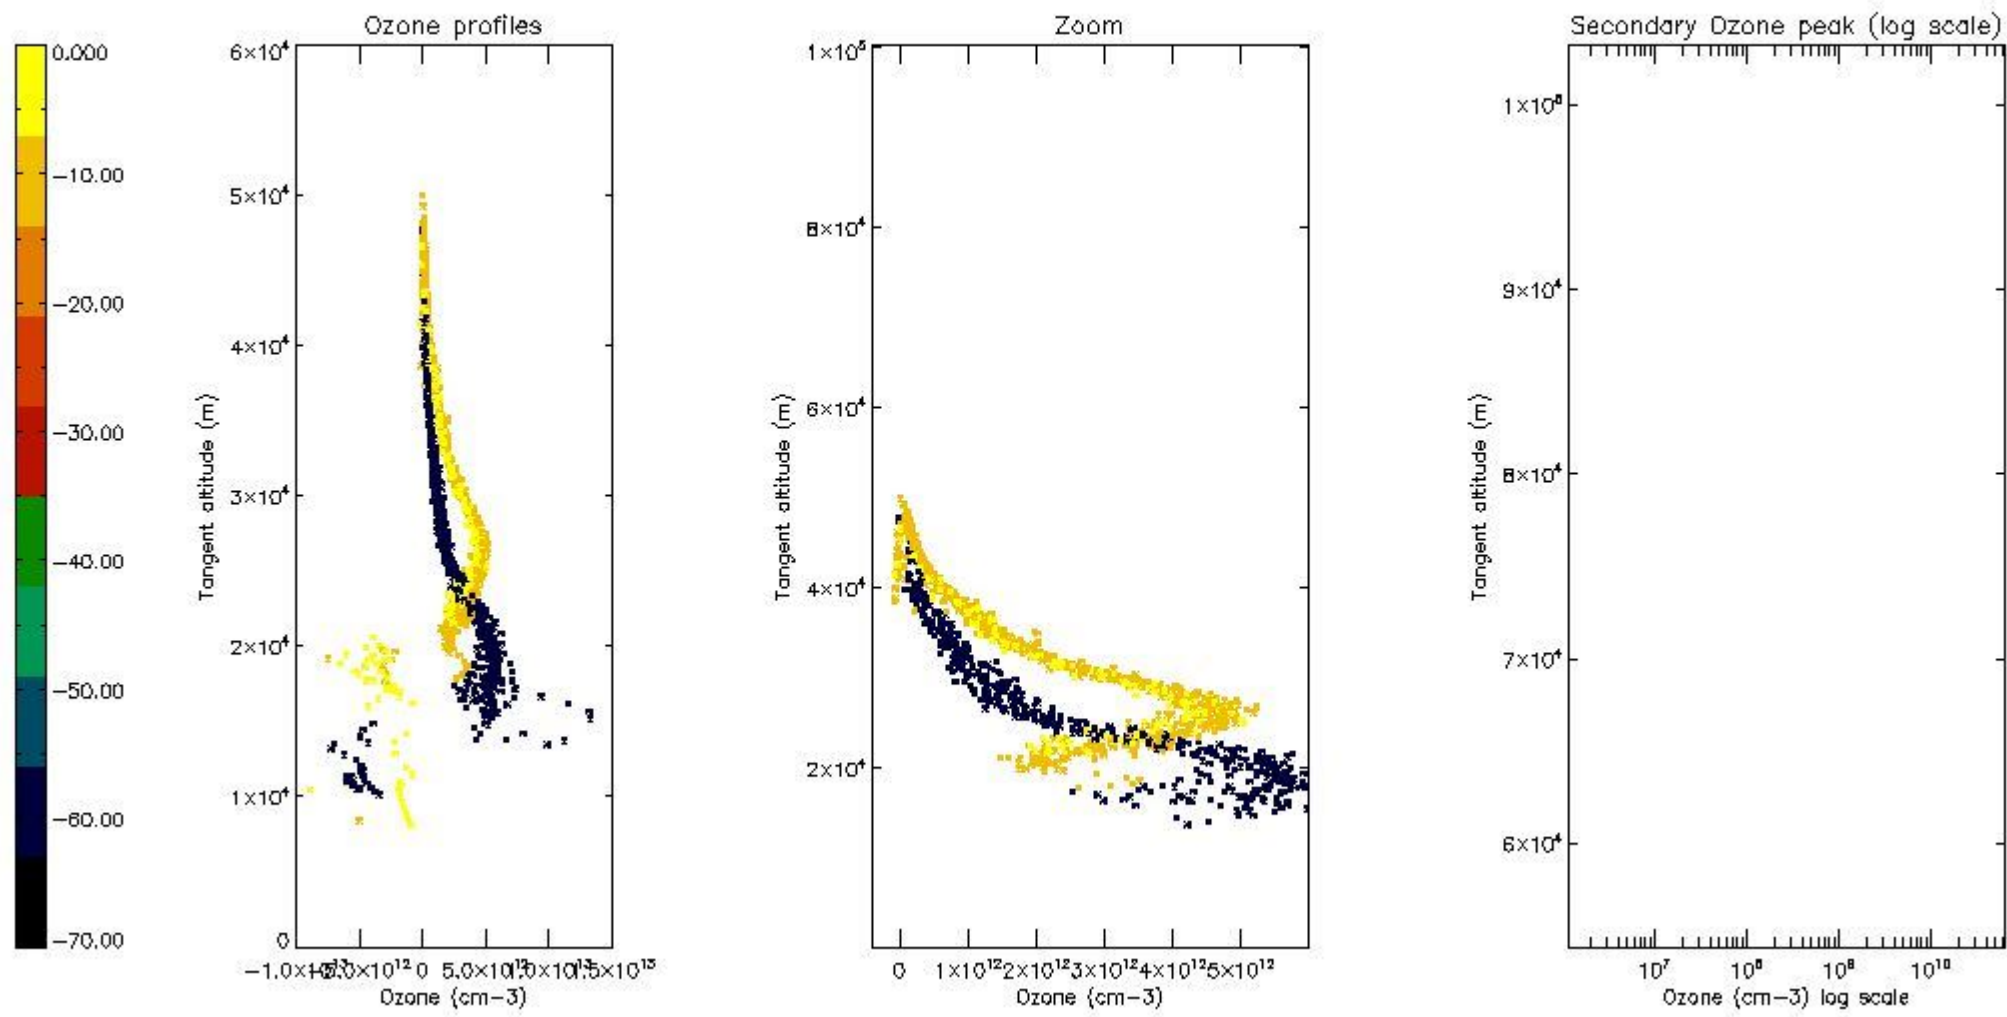 Ozone profiles
Zoom
Secondary Ozone peak (log scale)
0.000
-10.00
-20.00
-30.00
-40.00
-50.00
-60.00
-70.00
6×10⁴
5×10⁴
4×10⁴
3×10⁴
2×10⁴
1×10⁴
0
Tangent altitude (m)
0
Ozone (cm-3)
1×10⁵
8×10⁴
6×10⁴
4×10⁴
2×10⁴
Tangent altitude (m)
0 1×10¹² 2×10¹² 3×10¹² 4×10¹² 5×10¹²
Ozone (cm-3)
9×10⁴
8×10⁴
7×10⁴
6×10⁴
Tangent altitude (m)
10⁷ 10⁸ 10⁹ 10¹⁰
Ozone (cm-3) log scale